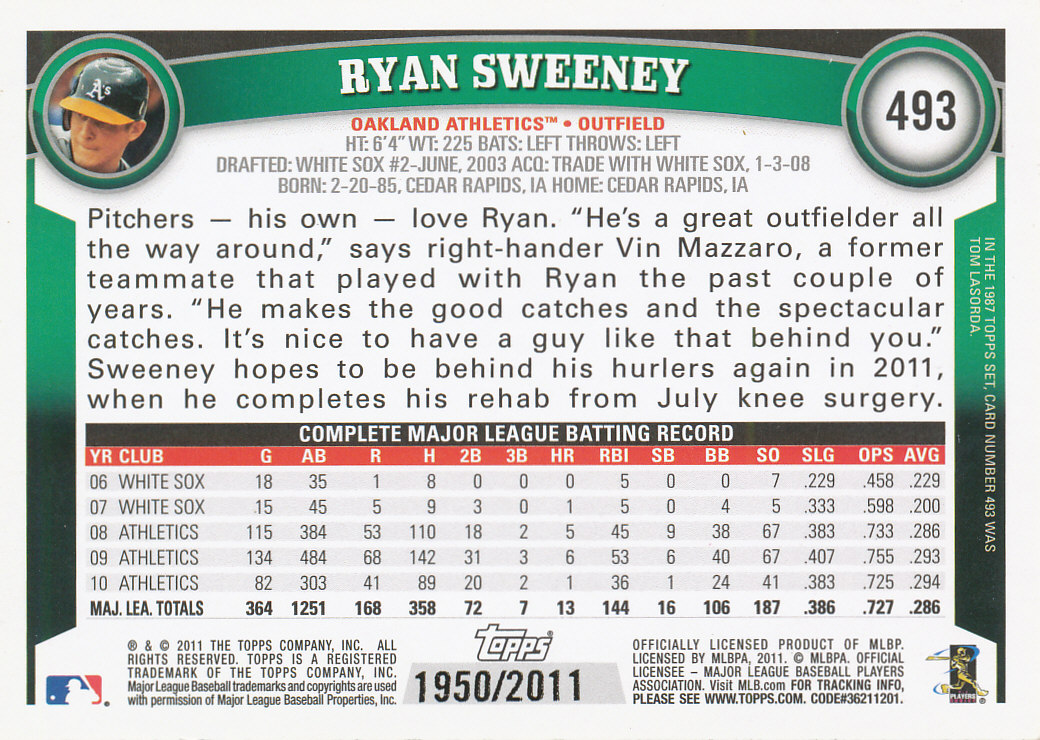 RYAN SWEENEY
493
A's
OAKLAND ATHLETICS™ • OUTFIELD
HT: 6'4" WT: 225 BATS: LEFT THROWS: LEFT
DRAFTED: WHITE SOX #2-JUNE, 2003 ACQ: TRADE WITH WHITE SOX, 1-3-08
BORN: 2-20-85, CEDAR RAPIDS, IA HOME: CEDAR RAPIDS, IA
Pitchers — his own — love Ryan. “He’s a great outfielder all
the way around,” says right-hander Vin Mazzaro, a former
teammate that played with Ryan the past couple of
years. “He makes the good catches and the spectacular
catches. It’s nice to have a guy like that behind you.”
Sweeney hopes to be behind his hurlers again in 2011,
when he completes his rehab from July knee surgery.
IN THE 1987 TOPPS SET, CARD NUMBER 493 WAS
TOM LASORDA.
COMPLETE MAJOR LEAGUE BATTING RECORD
YR CLUB G AB R H 2B 3B HR RBI SB BB SO SLG OPS AVG
06 WHITE SOX 18 35 1 8 0 0 0 5 0 0 7 .229 .458 .229
07 WHITE SOX 15 45 5 9 3 0 1 5 0 4 5 .333 .598 .200
08 ATHLETICS 115 384 53 110 18 2 5 45 9 38 67 .383 .733 .286
09 ATHLETICS 134 484 68 142 31 3 6 53 6 40 67 .407 .755 .293
10 ATHLETICS 82 303 41 89 20 2 1 36 1 24 41 .383 .725 .294
MAJ. LEA. TOTALS 364 1251 168 358 72 7 13 144 16 106 187 .386 .727 .286
® & © 2011 THE TOPPS COMPANY, INC. ALL
RIGHTS RESERVED. TOPPS IS A REGISTERED
TRADEMARK OF THE TOPPS COMPANY, INC.
Major League Baseball trademarks and copyrights are used
with permission of Major League Baseball Properties, Inc.
topps®
1950/2011
OFFICIALLY LICENSED PRODUCT OF MLBP.
LICENSED BY MLBPA, 2011. © MLBPA. OFFICIAL
LICENSEE – MAJOR LEAGUE BASEBALL PLAYERS
ASSOCIATION. Visit MLB.com FOR TRACKING INFO,
PLEASE SEE WWW.TOPPS.COM. CODE#36211201.
PLAYERS